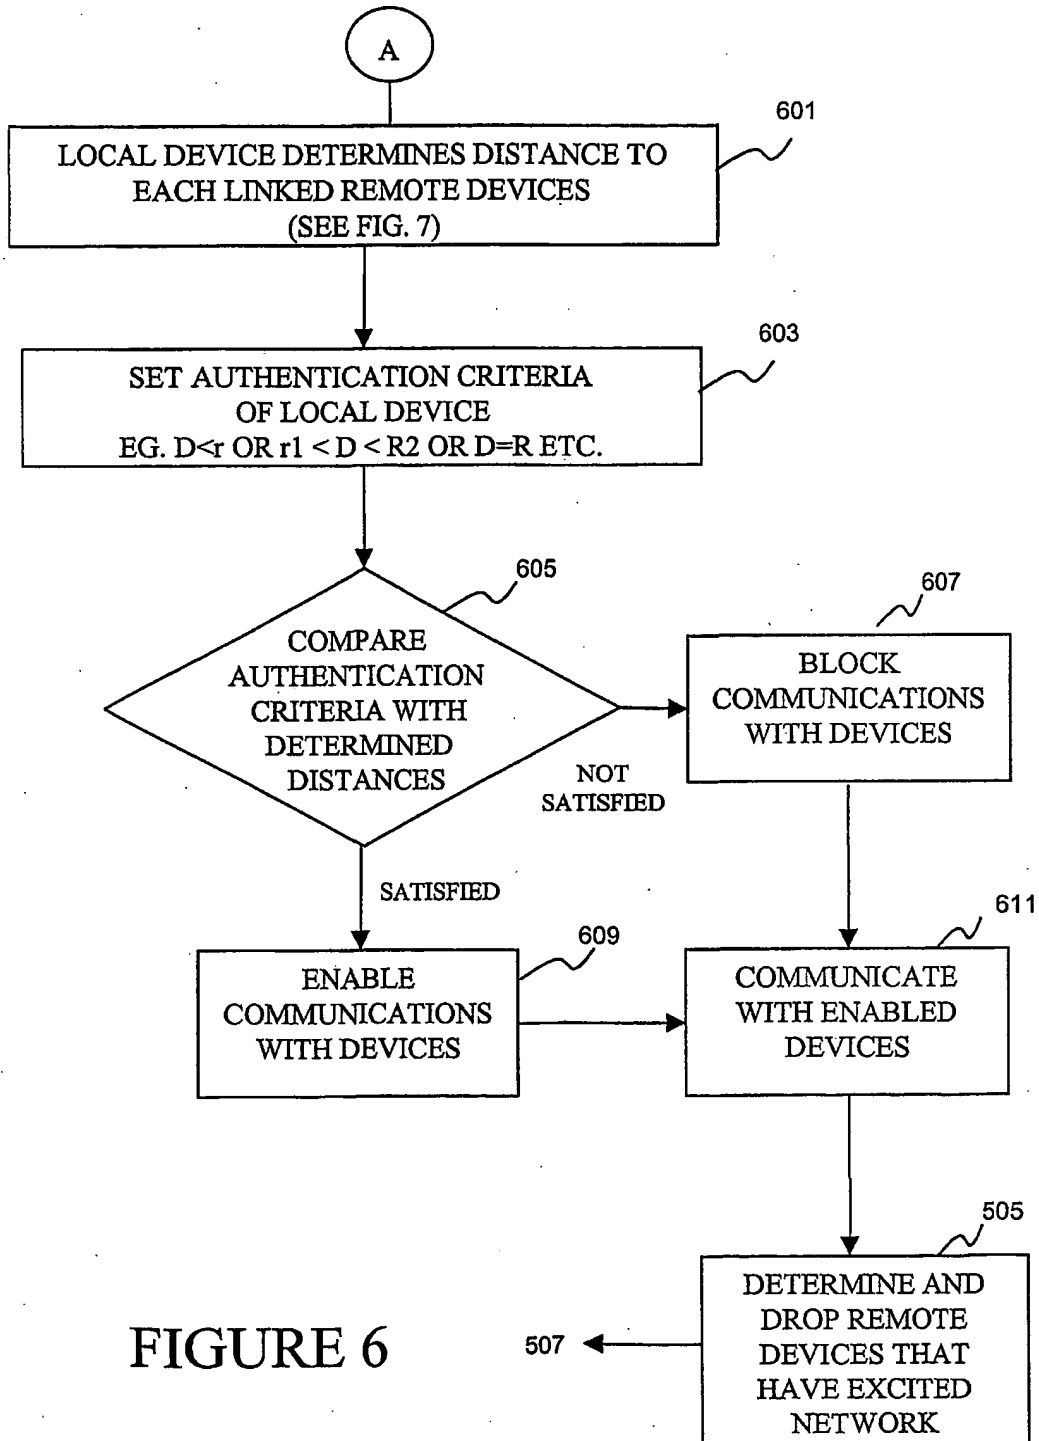 A
601
LOCAL DEVICE DETERMINES DISTANCE TO
EACH LINKED REMOTE DEVICES
(SEE FIG. 7)
603
SET AUTHENTICATION CRITERIA
OF LOCAL DEVICE
EG. D<r OR r1 < D < R2 OR D=R ETC.
605
COMPARE
AUTHENTICATION
CRITERIA WITH
DETERMINED
DISTANCES
NOT
SATISFIED
607
BLOCK
COMMUNICATIONS
WITH DEVICES
SATISFIED
609
ENABLE
COMMUNICATIONS
WITH DEVICES
611
COMMUNICATE
WITH ENABLED
DEVICES
505
DETERMINE AND
DROP REMOTE
DEVICES THAT
HAVE EXCITED
NETWORK
507
FIGURE 6